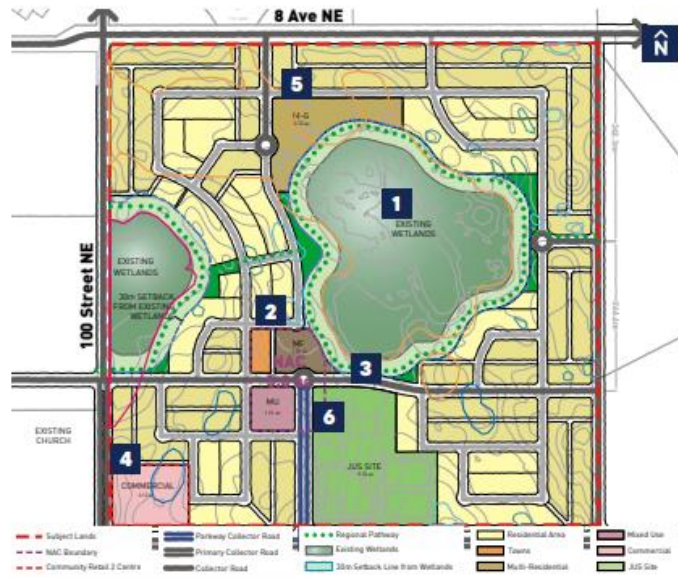 8 Ave NE
N
5
1
EXISTING
WETLANDS
100 Street NE
EXISTING
WETLANDS
30m SETBACK
FROM EXISTING
WETLAND
2
MF
NAC
3
MU
6
EXISTING
CHURCH
4
COMMERCIAL
JUS SITE
Subject Lands
Parkway Collector Road
Regional Pathway
Residential Area
Mixed Use
NAC Boundary
Primary Collector Road
Existing Wetlands
Towns
Commercial
Community Retail 2 Centre
Collector Road
30m Setback Line from Wetlands
Multi-Residential
JUS Site